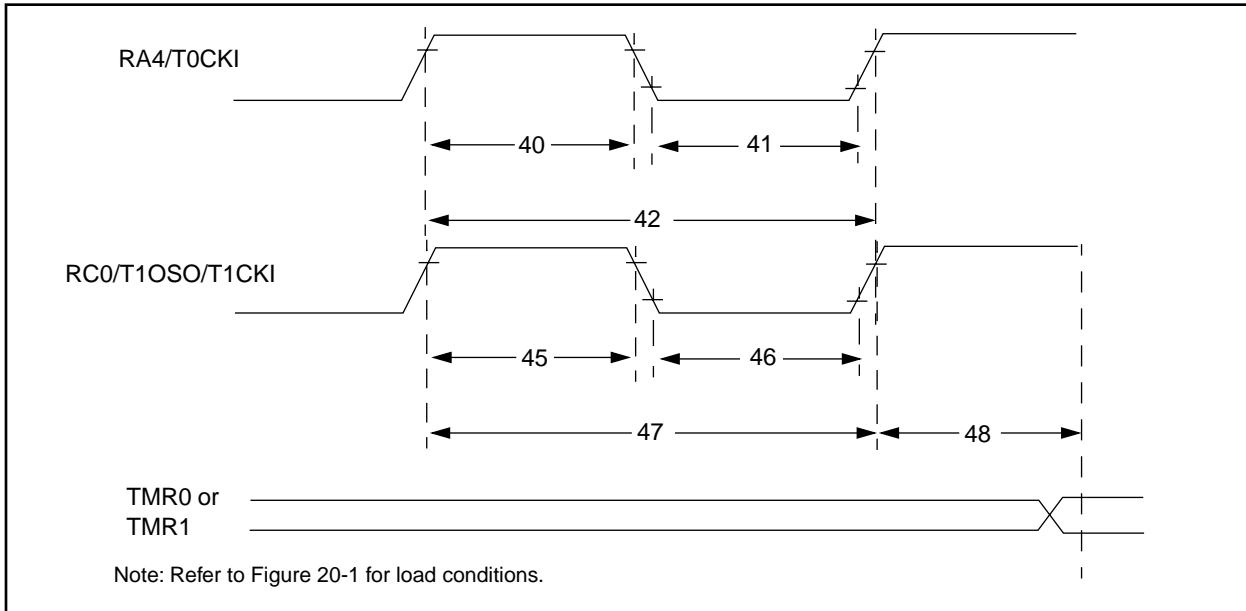 RA4/T0CKI
40
41
42
RC0/T1OSO/T1CKI
45
46
47
48
TMR0 or
TMR1
Note: Refer to Figure 20-1 for load conditions.